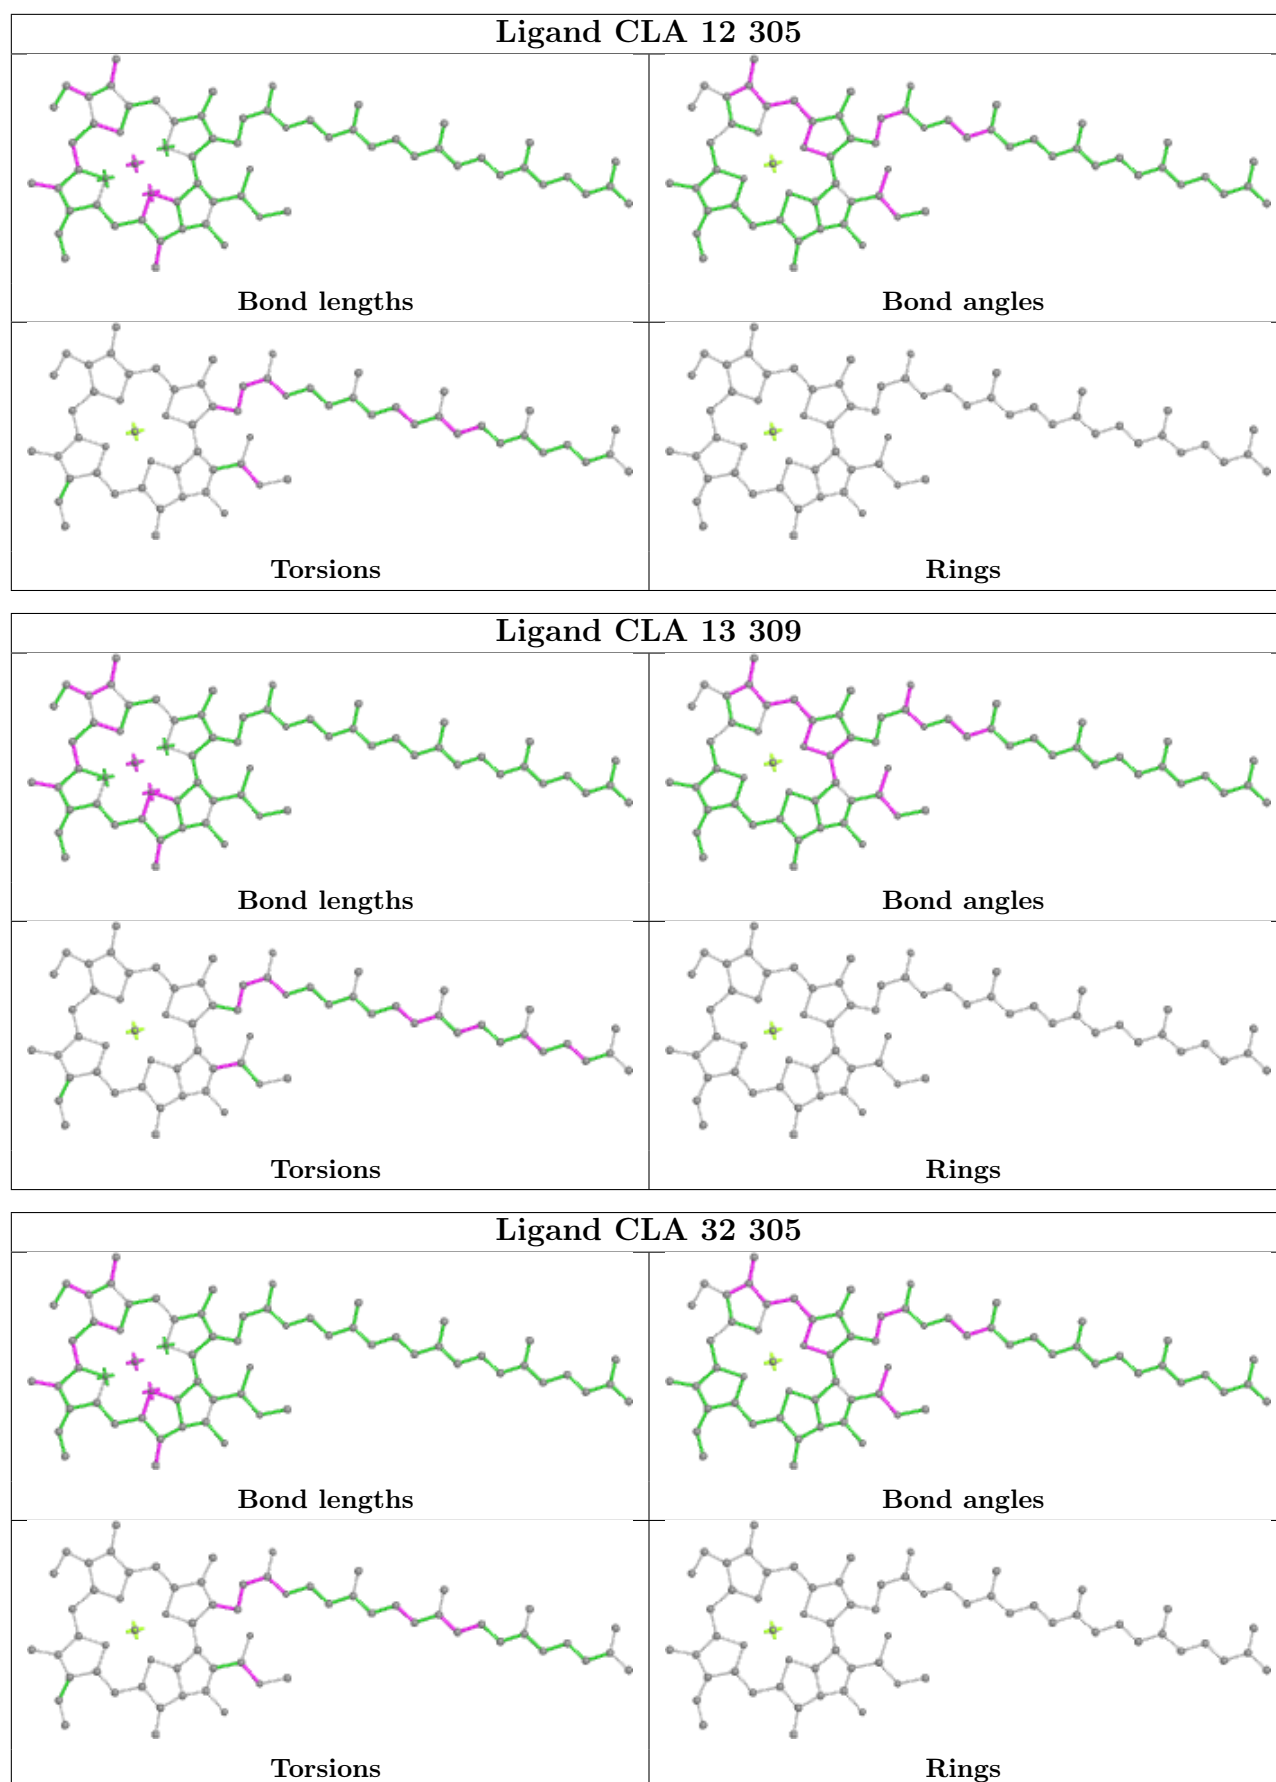 Ligand CLA 12 305
Bond lengths
Bond angles
Torsions
Rings
Ligand CLA 13 309
Bond lengths
Bond angles
Torsions
Rings
Ligand CLA 32 305
Bond lengths
Bond angles
Torsions
Rings